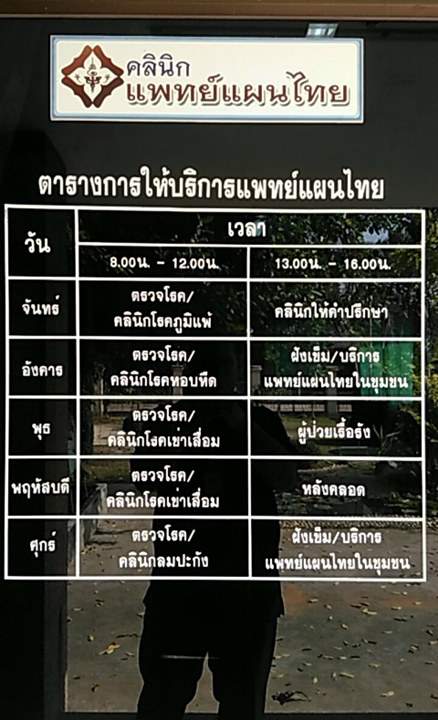 คลินิก
แพทย์แผนไทย
ตารางการให้บริการแพทย์แผนไทย
วัน
เวลา
8.00น. - 12.00น.
13.00น. - 16.00น.
จันทร์
ตรวจโรค/
คลินิกโรคภูมิแพ้
คลินิกให้คำปรึกษา
อังคาร
ตรวจโรค/
คลินิกโรคหอบหืด
ฝังเข็ม/บริการ
แพทย์แผนไทยในชุมชน
พุธ
ตรวจโรค/
คลินิกโรคเข่าเสื่อม
ผู้ป่วยเรื้อรัง
พฤหัสบดี
ตรวจโรค/
คลินิกโรคเข่าเสื่อม
หลังคลอด
ศุกร์
ตรวจโรค/
คลินิกลมปะกัง
ฝังเข็ม/บริการ
แพทย์แผนไทยในชุมชน